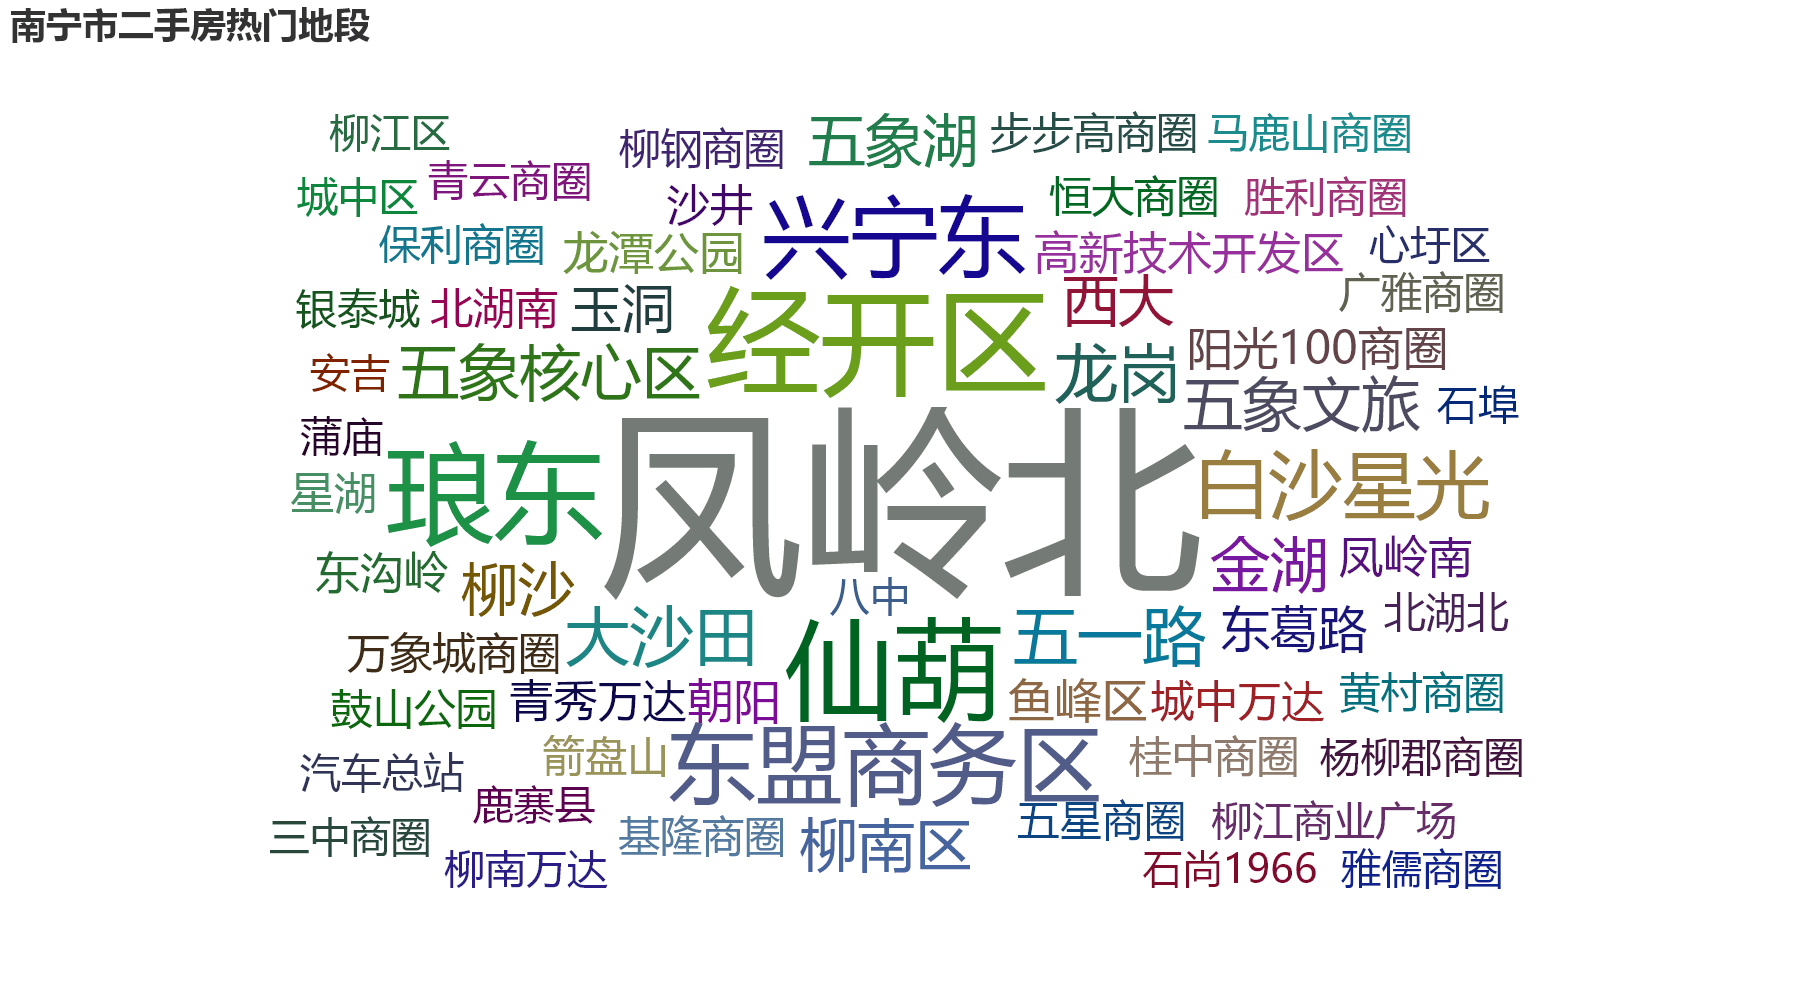 南宁市二手房热门地段
柳江区
柳钢商圈
五象湖
步步高商圈
马鹿山商圈
城中区
青云商圈
沙井
兴宁东
恒大商圈
胜利商圈
保利商圈
龙潭公园
高新技术开发区
心圩区
银泰城
北湖南
玉洞
经开区
西大
广雅商圈
安吉
五象核心区
龙岗
阳光100商圈
五象文旅
石埠
蒲庙
星湖
琅东
凤岭北
白沙星光
东沟岭
柳沙
八中
金湖
凤岭南
万象城商圈
大沙田
仙葫
五一路
东葛路
北湖北
鼓山公园
青秀万达
朝阳
鱼峰区
城中万达
黄村商圈
汽车总站
箭盘山
东盟商务区
桂中商圈
杨柳郡商圈
鹿寨县
三中商圈
基隆商圈
柳南区
五星商圈
柳江商业广场
柳南万达
石尚1966
雅儒商圈